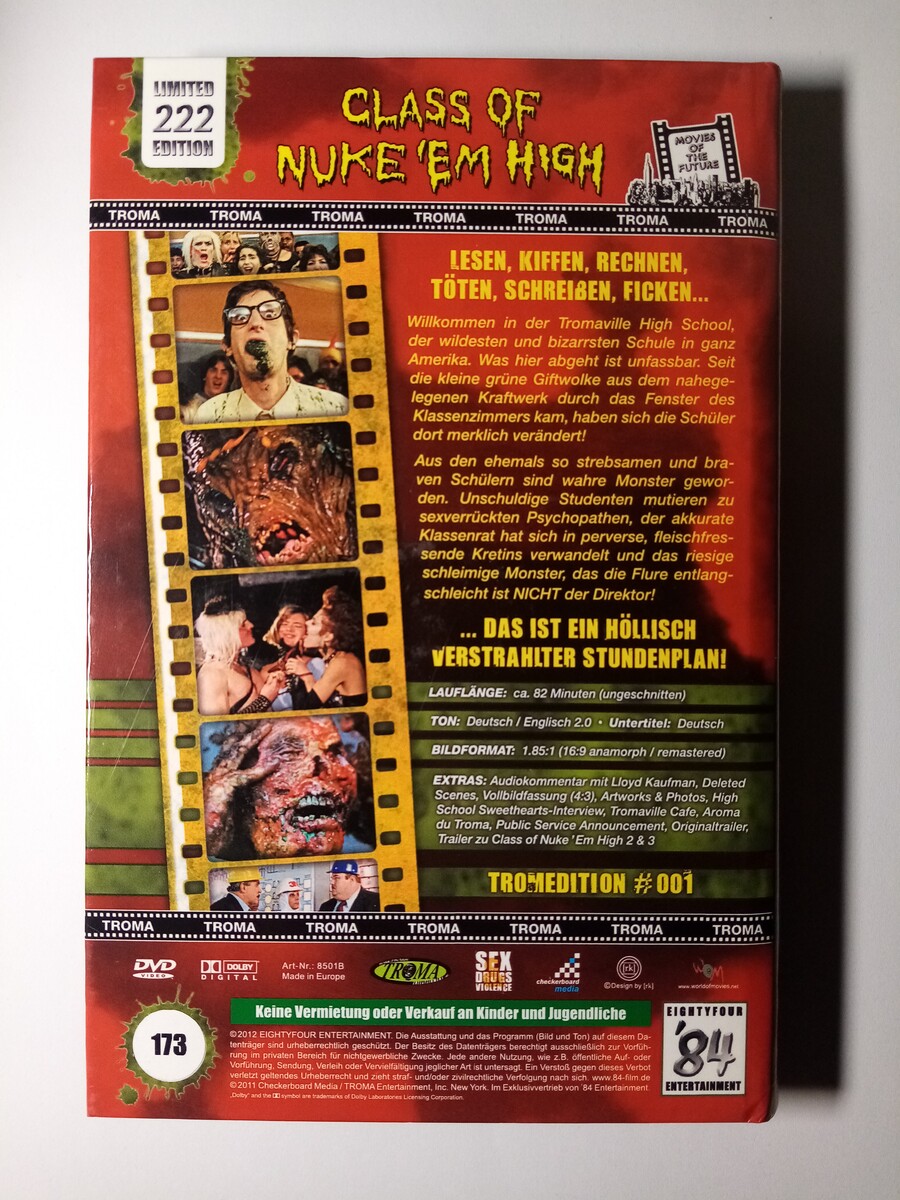 LIMITED
222
EDITION
CLASS OF
NUKE 'EM HIGH
MOVIES
OF
THE
FUTURE
TROMA TROMA TROMA TROMA TROMA TROMA TROMA
LESEN, KIFFEN, RECHNEN,
TÖTEN, SCHREIBEN, FICKEN...
Willkommen in der Tromaville High School,
der wildesten und bizarrsten Schule in ganz
Amerika. Was hier abgeht ist unfassbar. Seit
die kleine grüne Giftwolke aus dem nahege-
legenen Kraftwerk durch das Fenster des
Klassenzimmers kam, haben sich die Schüler
dort merklich verändert!
Aus den ehemals so strebsamen und bra-
ven Schülern sind wahre Monster gewor-
den. Unschuldige Studenten mutieren zu
sexverrückten Psychopathen, der akkurate
Klassenrat hat sich in perverse, fleischfres-
sende Kretins verwandelt und das riesige
schleimige Monster, das die Flure entlang-
schleicht ist NICHT der Direktor!
... DAS IST EIN HÖLLISCH
VERSTRAHLTER STUNDENPLAN!
LAUFLÄNGE: ca. 82 Minuten (ungeschnitten)
TON: Deutsch / Englisch 2.0 • Untertitel: Deutsch
BILDFORMAT: 1.85:1 (16:9 anamorph / remastered)
EXTRAS: Audiokommentar mit Lloyd Kaufman, Deleted
Scenes, Vollbildfassung (4:3), Artworks & Photos, High
School Sweethearts-Interview, Tromaville Cafe, Aroma
du Troma, Public Service Announcement, Originaltrailer,
Trailer zu Class of Nuke 'Em High 2 & 3
TROMEDITION #001
TROMA TROMA TROMA TROMA TROMA TROMA TROMA
DVD
VIDEO
DOLBY
DIGITAL
Art-Nr.: 8501B
Made in Europe
TROMA
SEX
DRUGS
VIOLENCE
checkerboard
media
[rk]
©Design by [rk]
WOM
www.worldofmovies.net
173
Keine Vermietung oder Verkauf an Kinder und Jugendliche
©2012 EIGHTYFOUR ENTERTAINMENT. Die Ausstattung und das Programm (Bild und Ton) auf diesem Da-
tenträger sind urheberrechtlich geschützt. Der Besitz des Datenträgers berechtigt ausschließlich zur Vorfüh-
rung im privaten Bereich für nichtgewerbliche Zwecke. Jede andere Nutzung, wie z.B. öffentliche Auf- oder
Vorführung, Sendung, Verleih oder Vervielfältigung jeglicher Art ist untersagt. Ein Verstoß gegen dieses Verbot
verletzt geltendes Urheberrecht und zieht straf- und/oder zivilrechtliche Verfolgung nach sich. www.84-film.de
©2011 Checkerboard Media / TROMA Entertainment, Inc. New York. Im Exklusivvertrieb von '84 Entertainment.
„Dolby" and the symbol are trademarks of Dolby Laboratories Licensing Corporation.
EIGHTYFOUR
'84
ENTERTAINMENT